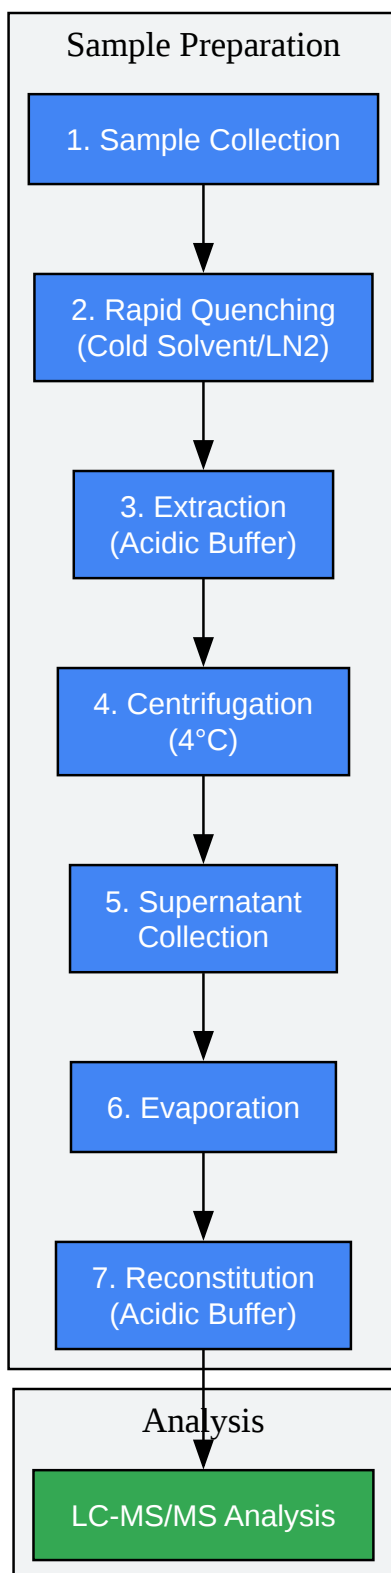 Sample Preparation
1. Sample Collection
2. Rapid Quenching
(Cold Solvent/LN2)
3. Extraction
(Acidic Buffer)
4. Centrifugation
(4°C)
5. Supernatant
Collection
6. Evaporation
7. Reconstitution
(Acidic Buffer)
Analysis
LC-MS/MS Analysis